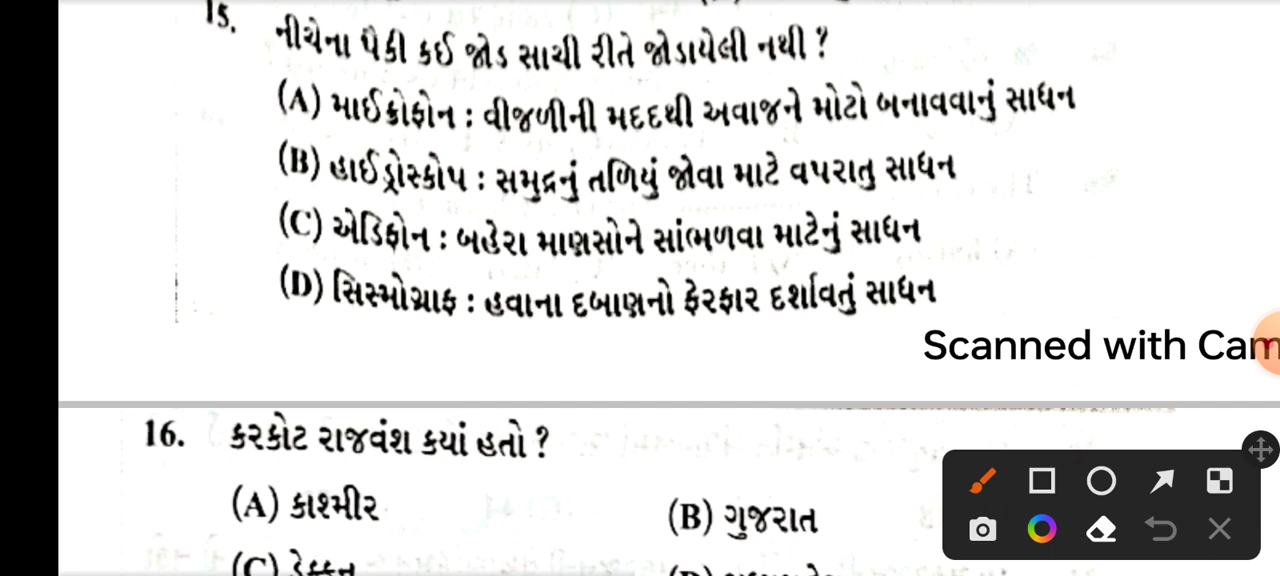 15.
નીચેના પૈકી કઈ જોડ સાચી રીતે જોડાયેલી નથી ?
(A) માઈક્રોફોન : વીજળીની મદદથી અવાજને મોટો બનાવવાનું સાધન
(B) હાઈડ્રોસ્કોપ : સમુદ્રનું તળિયું જોવા માટે વપરાતુ સાધન
(C) એડિફોન : બહેરા માણસોને સાંભળવા માટેનું સાધન
(D) સિસ્મોગ્રાફ : હવાના દબાણનો ફેરફાર દર્શાવતું સાધન
Scanned with Cam
16. કરકોટ રાજવંશ કયાં હતો ?
(A) કાશ્મીર (B) ગુજરાત
(C) ડેક્કન